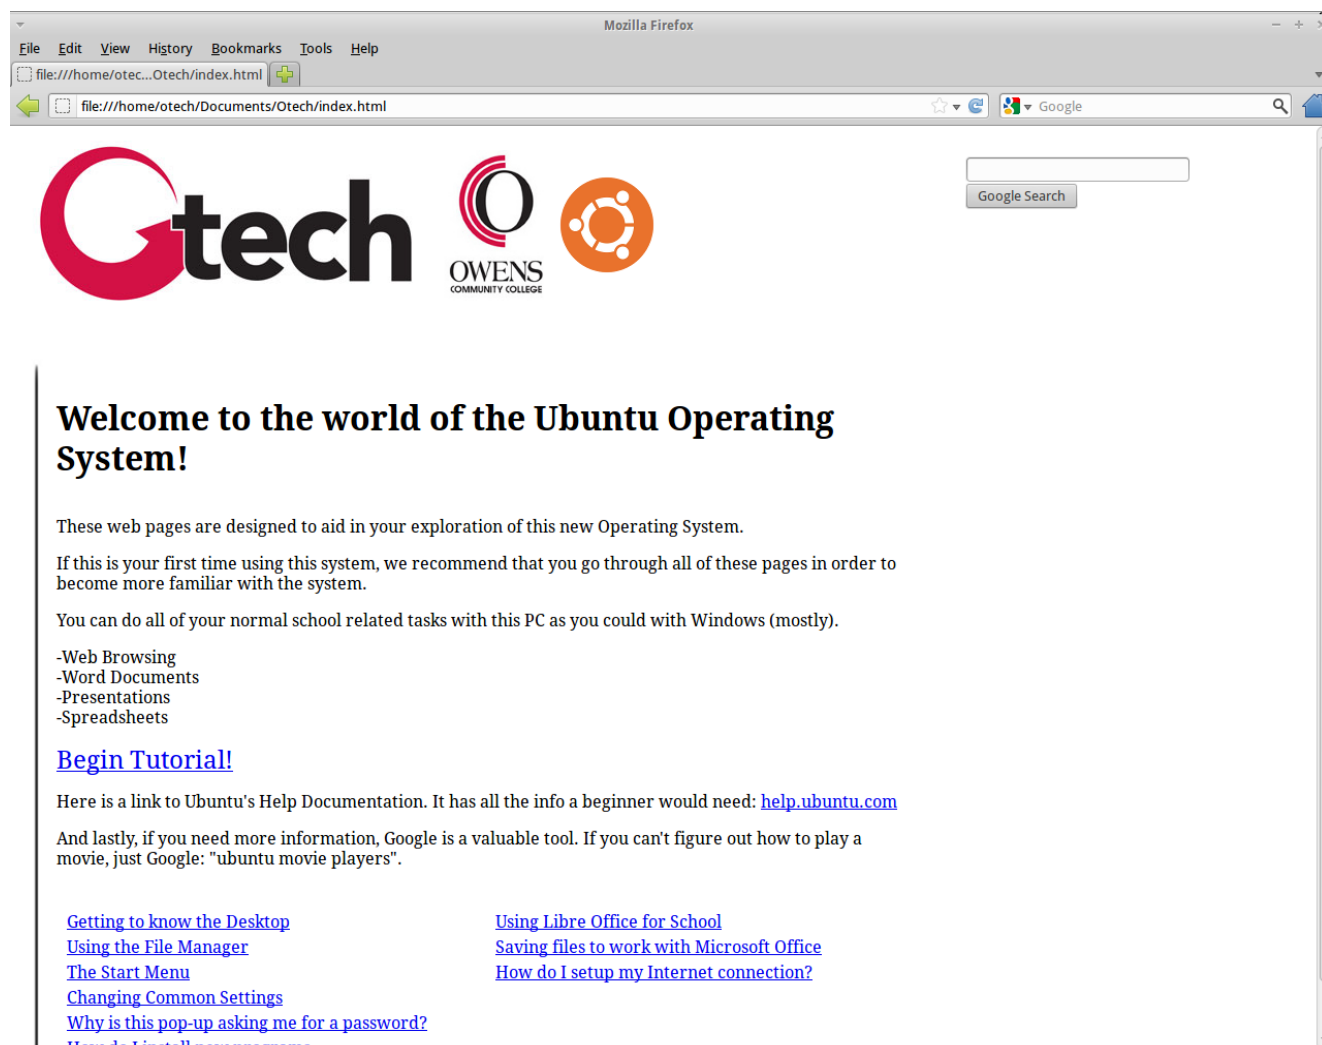 Mozilla Firefox
File Edit View History Bookmarks Tools Help
file:///home/otec...Otech/index.html
file:///home/otech/Documents/Otech/index.html
Google
Otech
OWENS
COMMUNITY COLLEGE
Google Search
Welcome to the world of the Ubuntu Operating
System!
These web pages are designed to aid in your exploration of this new Operating System.
If this is your first time using this system, we recommend that you go through all of these pages in order to
become more familiar with the system.
You can do all of your normal school related tasks with this PC as you could with Windows (mostly).
-Web Browsing
-Word Documents
-Presentations
-Spreadsheets
Begin Tutorial!
Here is a link to Ubuntu's Help Documentation. It has all the info a beginner would need: help.ubuntu.com
And lastly, if you need more information, Google is a valuable tool. If you can't figure out how to play a
movie, just Google: "ubuntu movie players".
Getting to know the Desktop
Using the File Manager
The Start Menu
Changing Common Settings
Why is this pop-up asking me for a password?
Using Libre Office for School
Saving files to work with Microsoft Office
How do I setup my Internet connection?